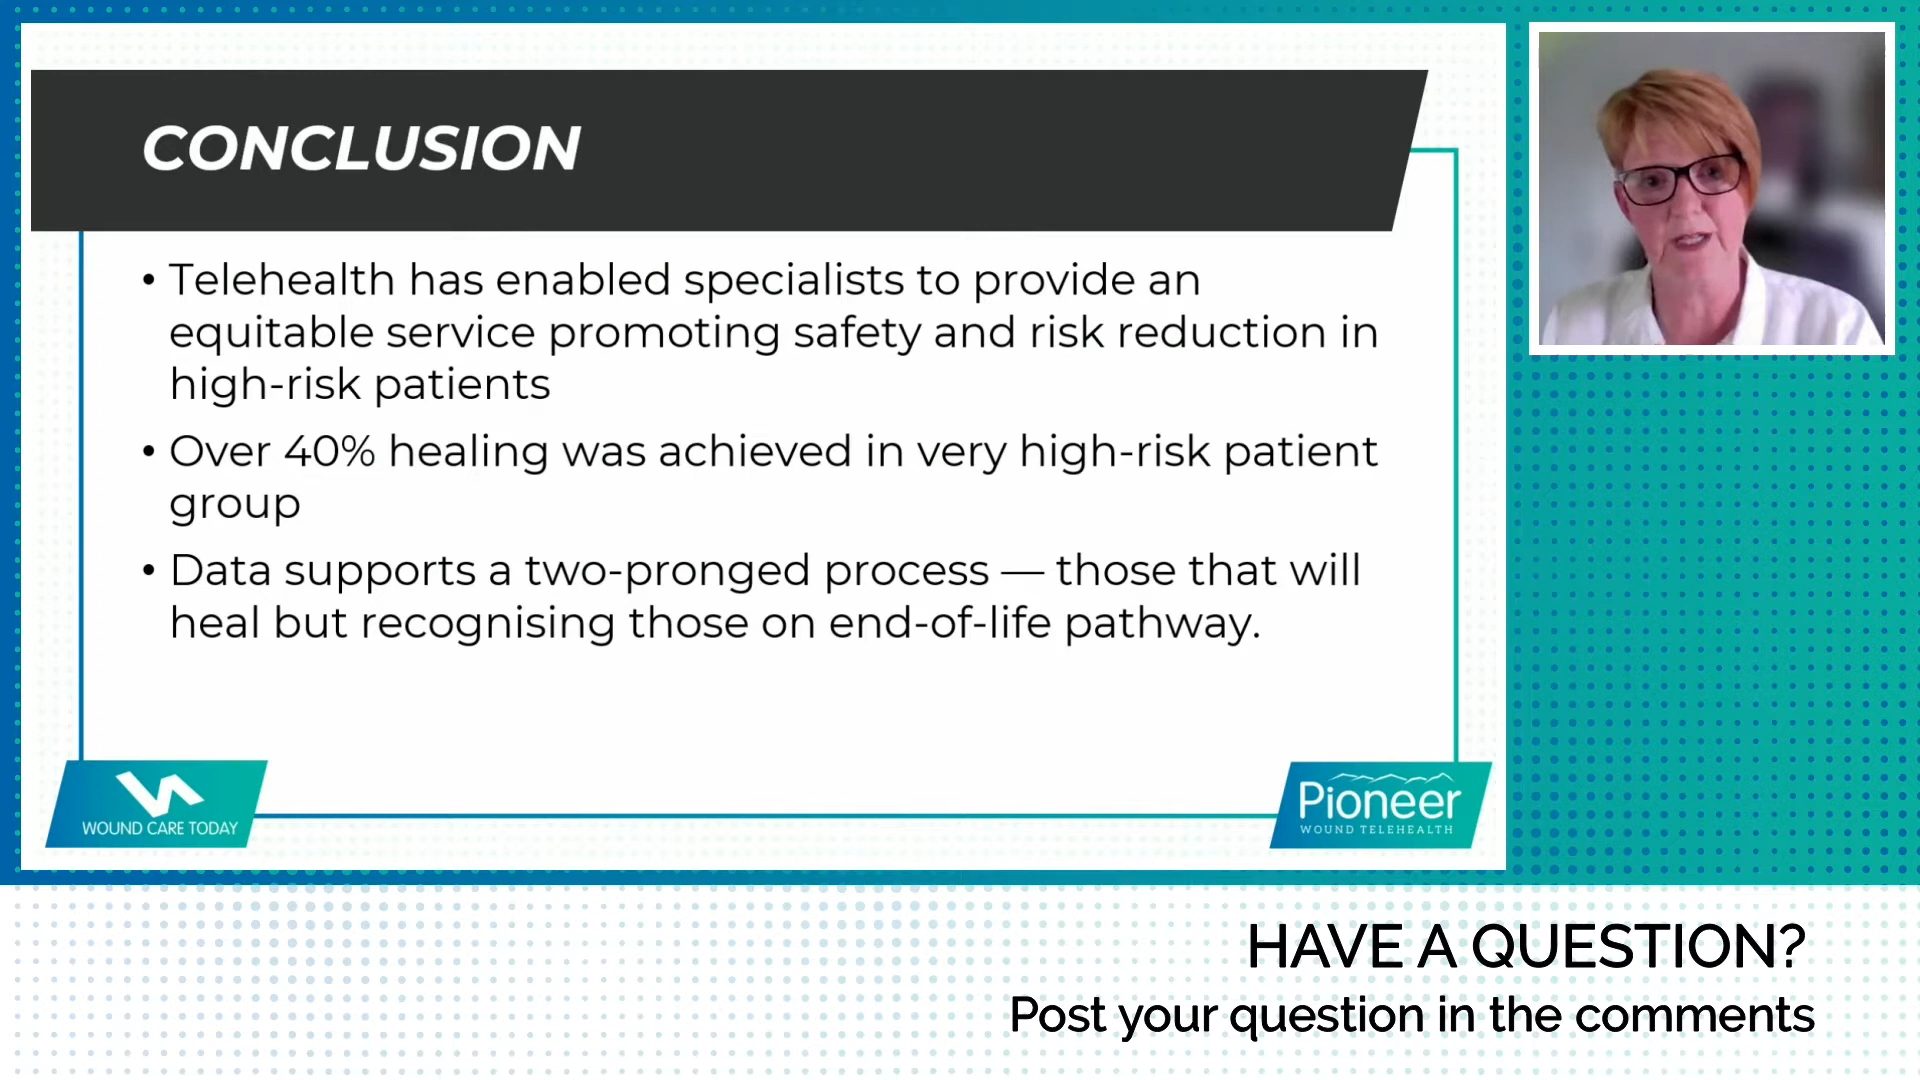 CONCLUSION
• Telehealth has enabled specialists to provide an
equitable service promoting safety and risk reduction in
high-risk patients
• Over 40% healing was achieved in very high-risk patient
group
• Data supports a two-pronged process — those that will
heal but recognising those on end-of-life pathway.
WOUND CARE TODAY
Pioneer
WOUND TELEHEALTH
HAVE A QUESTION?
Post your question in the comments